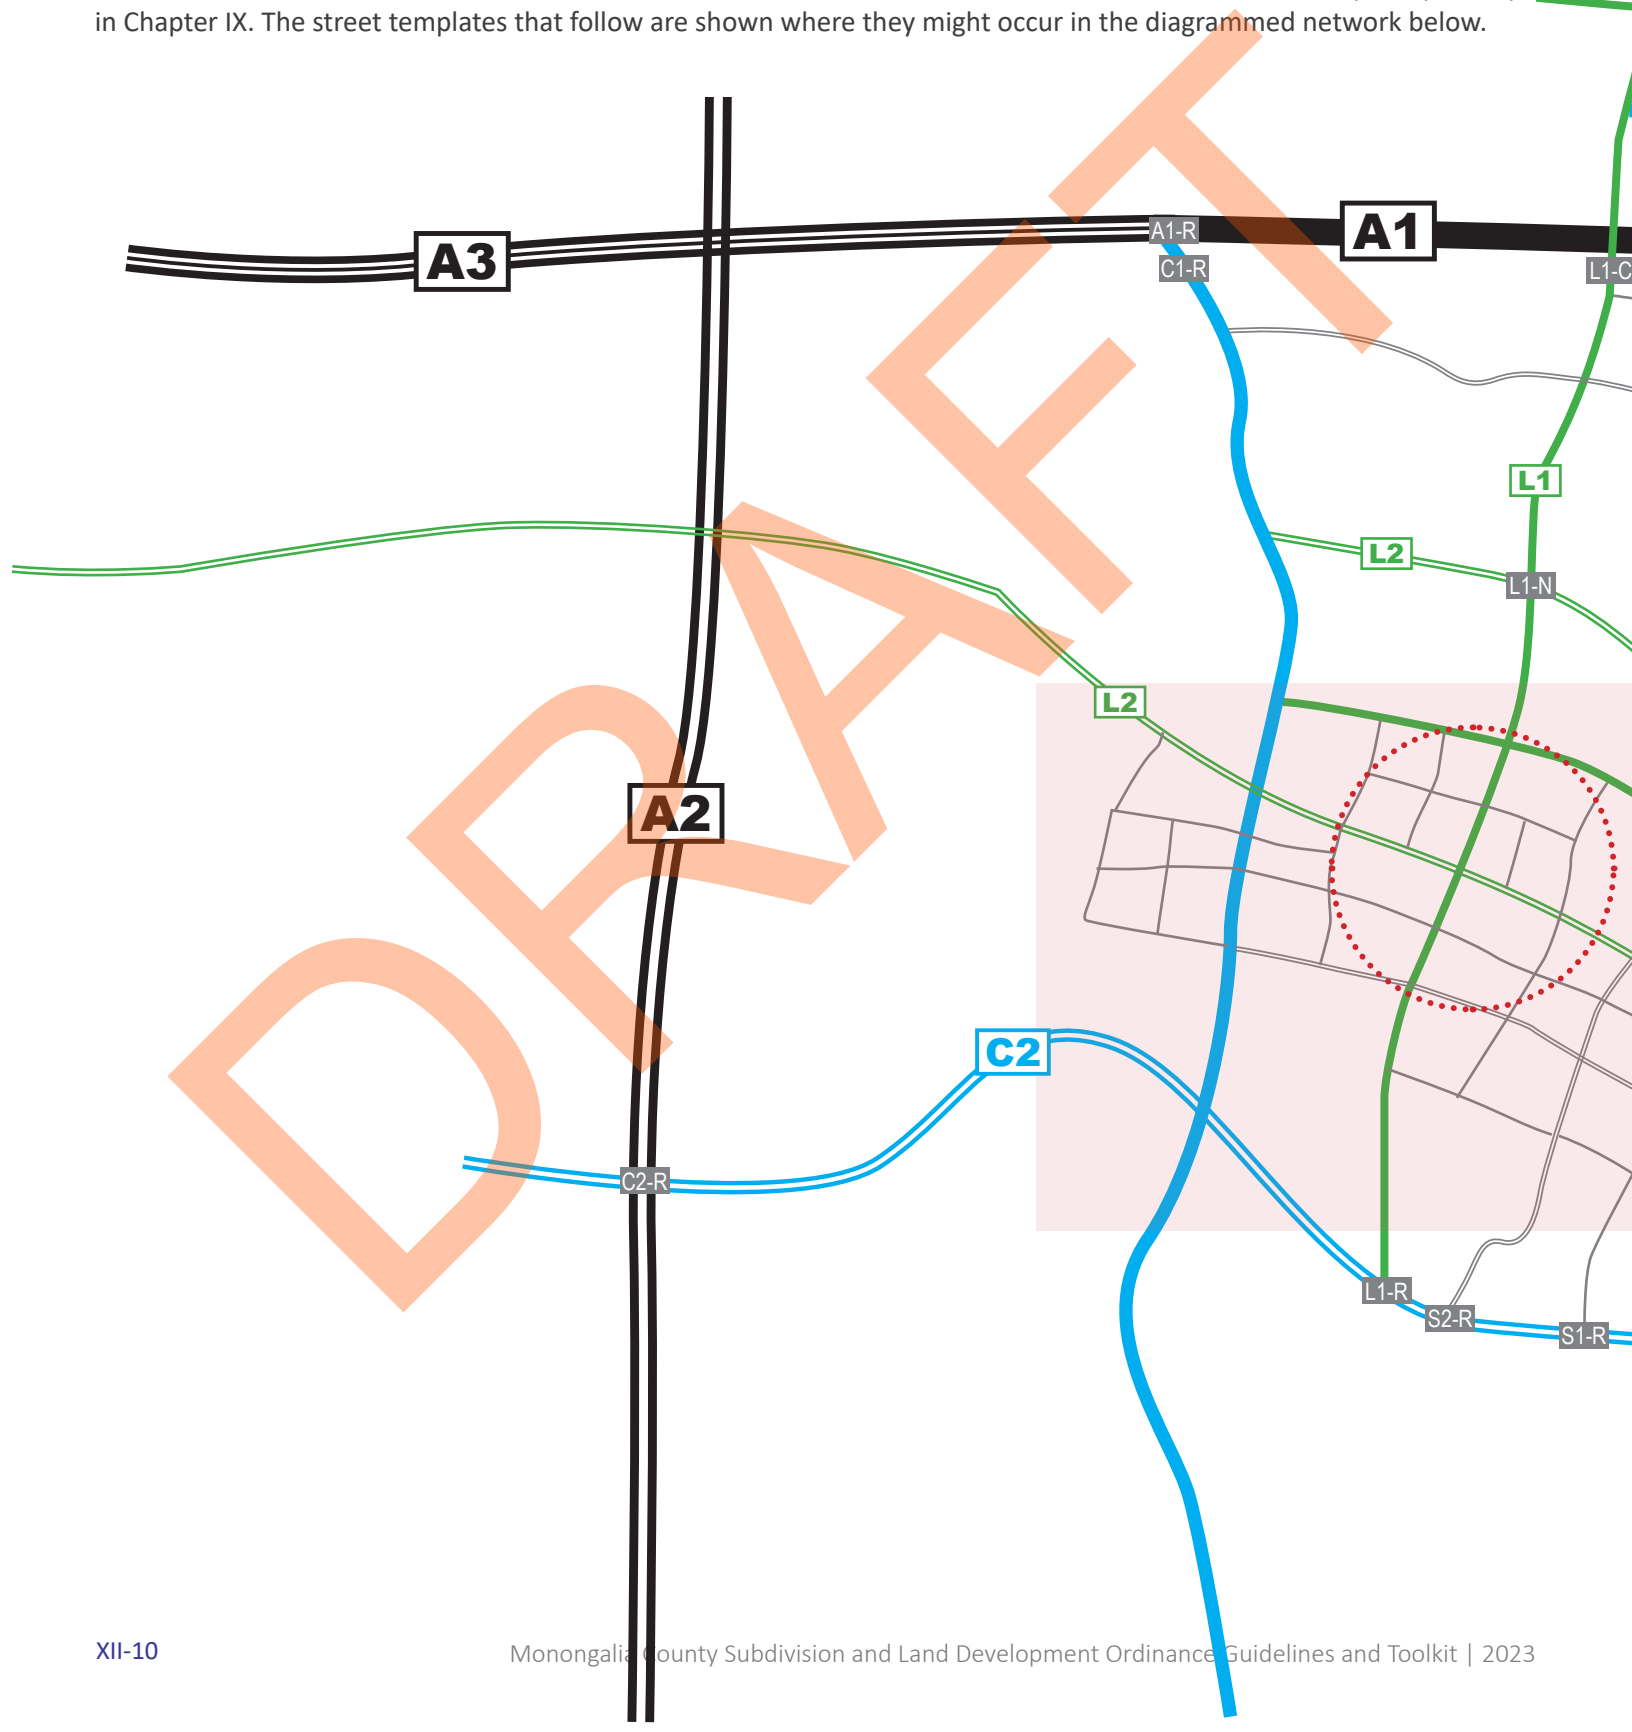 in Chapter IX. The street templates that follow are shown where they might occur in the diagrammed network below.
A3
A1-R
A1
C1-R
L1-C
L1
L2
L1-N
L2
A2
C2
C2-R
L1-R
S2-R
S1-R
DRAFT
XII-10
Monongalia County Subdivision and Land Development Ordinance Guidelines and Toolkit | 2023